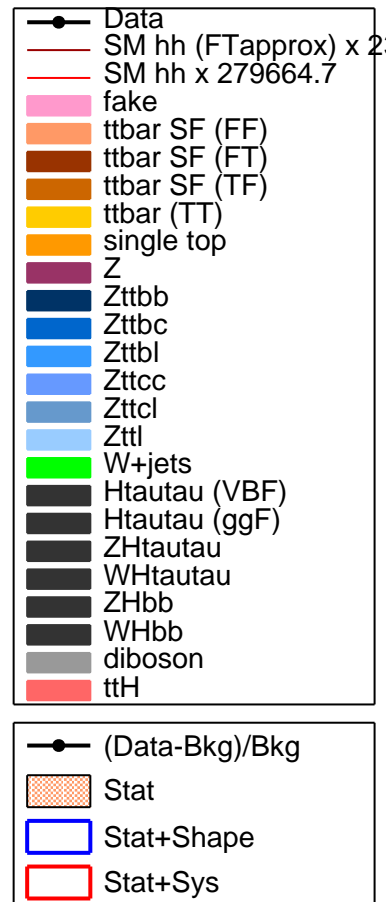 Data
SM hh (FTapprox) x 23
SM hh x 279664.7
fake
ttbar SF (FF)
ttbar SF (FT)
ttbar SF (TF)
ttbar (TT)
single top
Z
Zttbb
Zttbc
Zttbl
Zttcc
Zttcl
Zttl
W+jets
Htautau (VBF)
Htautau (ggF)
ZHtautau
WHtautau
ZHbb
WHbb
diboson
ttH
(Data-Bkg)/Bkg
Stat
Stat+Shape
Stat+Sys